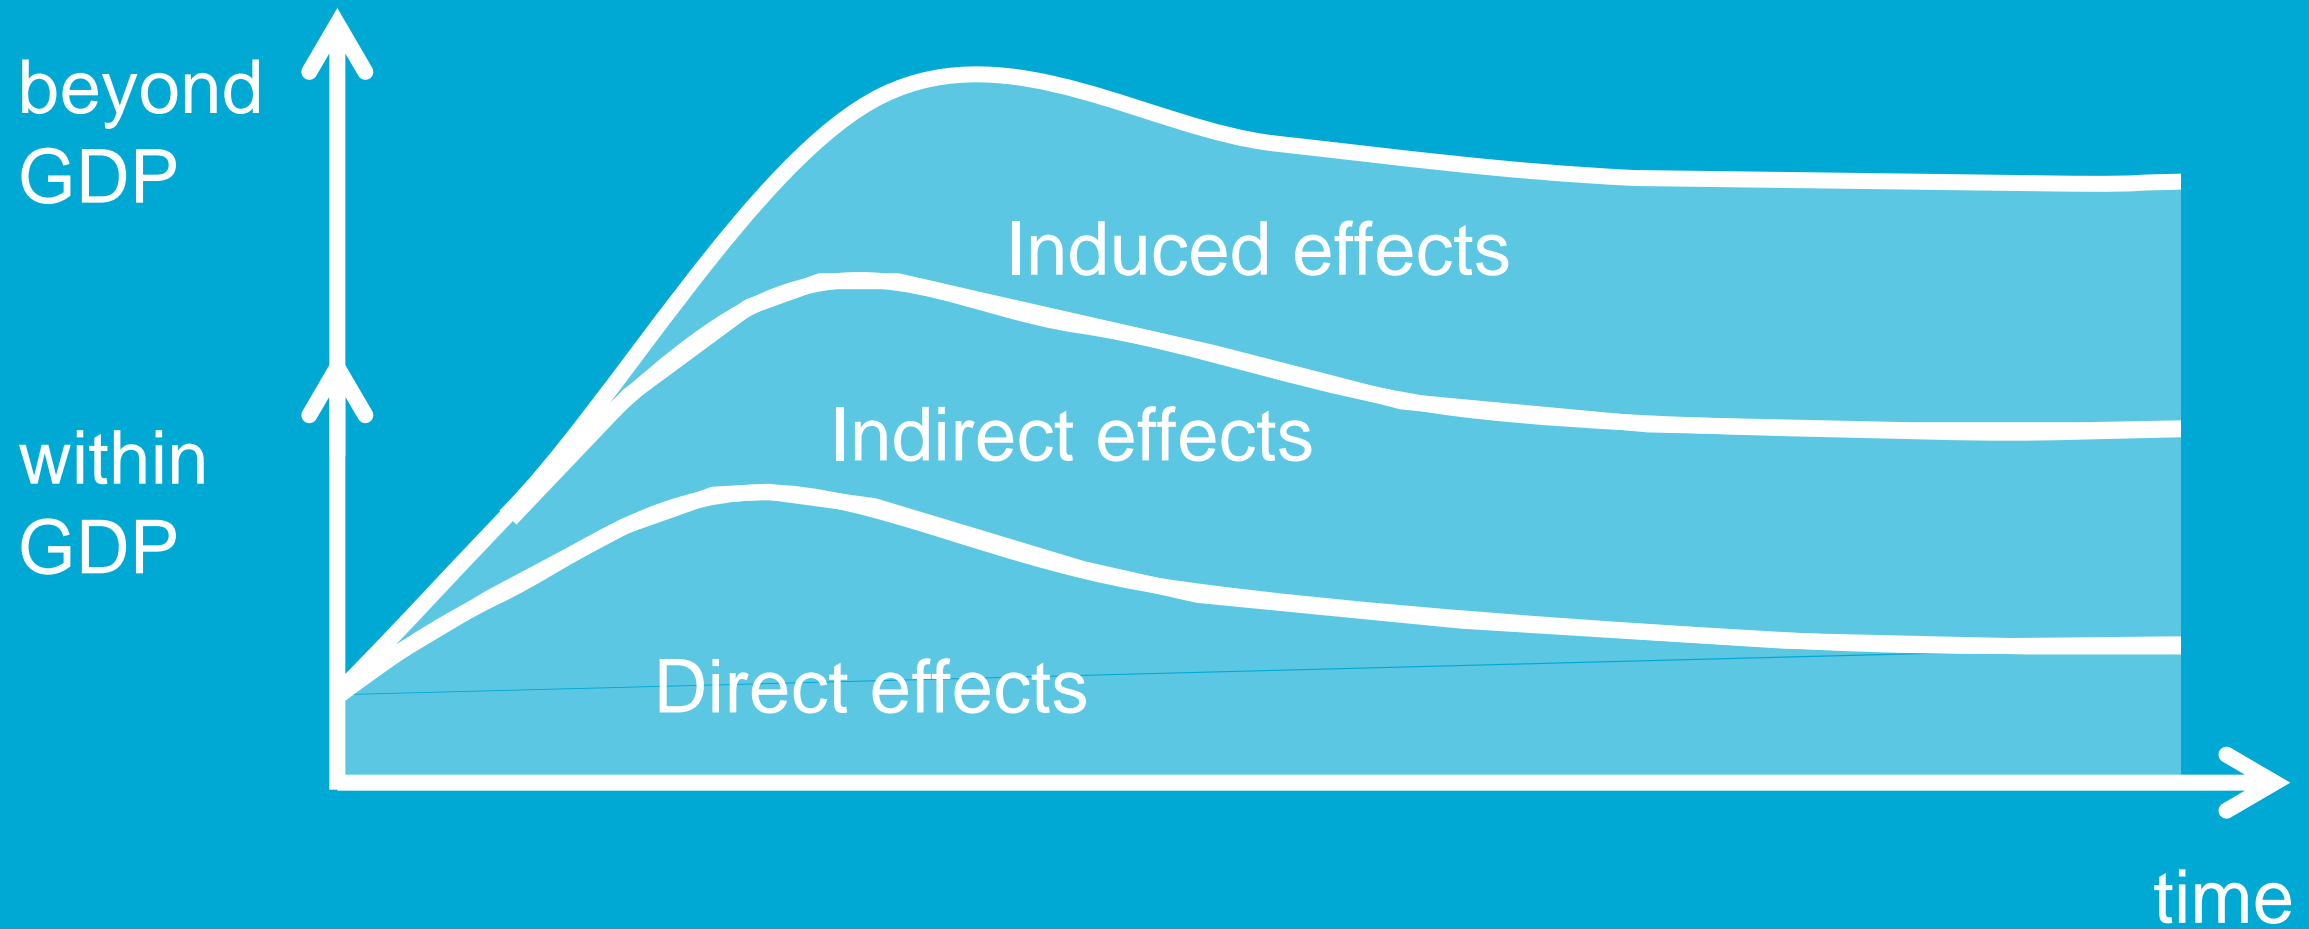 beyond
GDP
Induced effects
Indirect effects
within
GDP
Direct effects
time